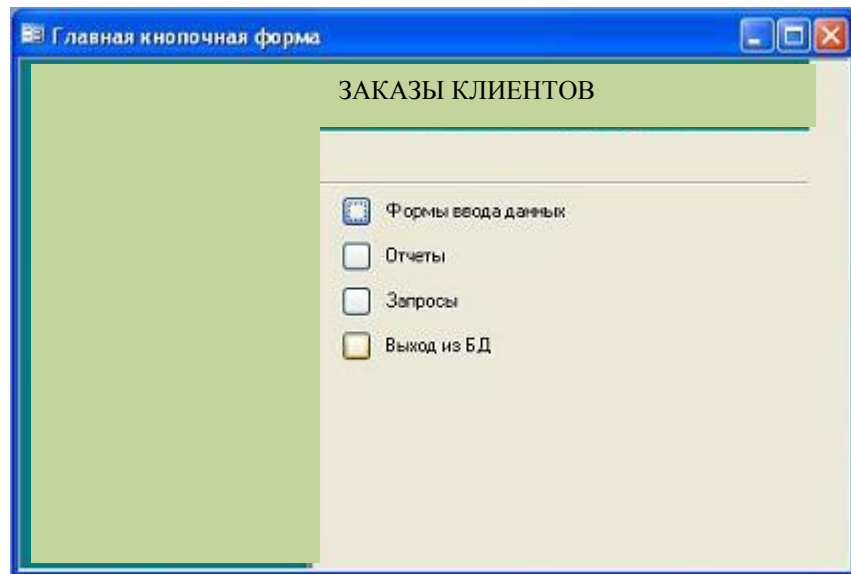 Главная кнопочная форма
ЗАКАЗЫ КЛИЕНТОВ
Формы ввода данных
Отчеты
Запросы
Выход из БД